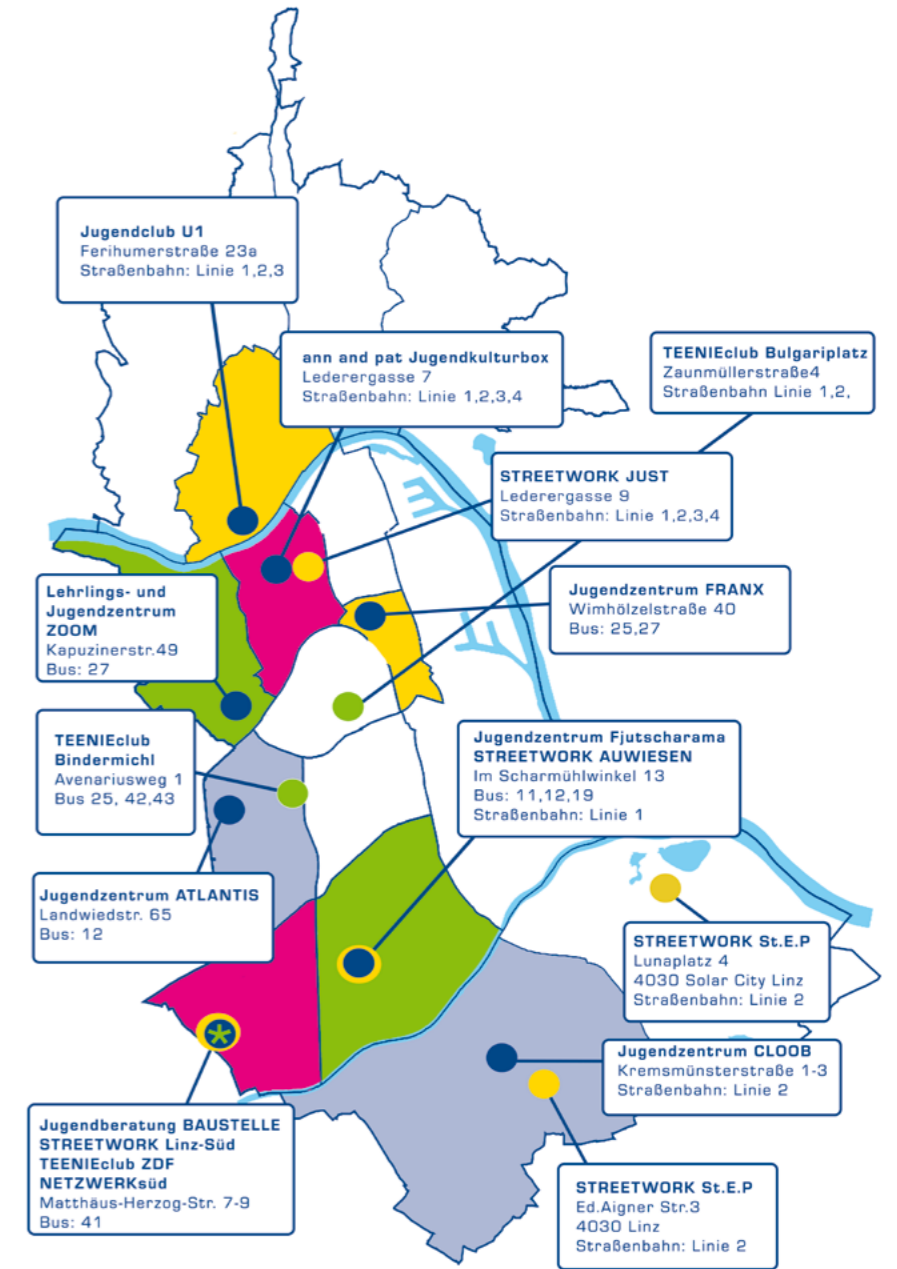 Jugendclub U1
Ferihumerstraße 23a
Straßenbahn: Linie 1,2,3
ann and pat Jugendkulturbox
Lederergasse 7
Straßenbahn: Linie 1,2,3,4
TEENIEclub Bulgariplatz
Zaunmüllerstraße4
Straßenbahn Linie 1,2,
STREETWORK JUST
Lederergasse 9
Straßenbahn: Linie 1,2,3,4
Lehrlings- und
Jugendzentrum
ZOOM
Kapuzinerstr.49
Bus: 27
Jugendzentrum FRANX
Wimhölzelstraße 40
Bus: 25,27
TEENIEclub
Bindermichl
Avenariusweg 1
Bus 25, 42,43
Jugendzentrum Fjutscharama
STREETWORK AUWIESEN
Im Scharmühlwinkel 13
Bus: 11,12,19
Straßenbahn: Linie 1
Jugendzentrum ATLANTIS
Landwiedstr. 65
Bus: 12
STREETWORK St.E.P
Lunaplatz 4
4030 Solar City Linz
Straßenbahn: Linie 2
Jugendzentrum CLOOB
Kremsmünsterstraße 1-3
Straßenbahn: Linie 2
Jugendberatung BAUSTELLE
STREETWORK Linz-Süd
TEENIEclub ZDF
NETZWERKsüd
Matthäus-Herzog-Str. 7-9
Bus: 41
STREETWORK St.E.P
Ed.Aigner Str.3
4030 Linz
Straßenbahn: Linie 2